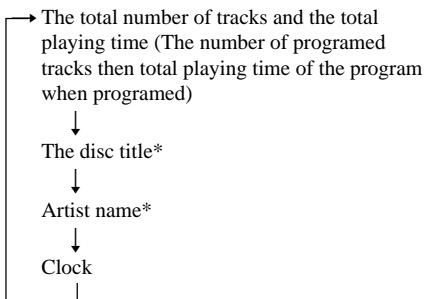 The total number of tracks and the total
playing time (The number of programed
tracks then total playing time of the program
when programed)
The disc title*
Artist name*
Clock